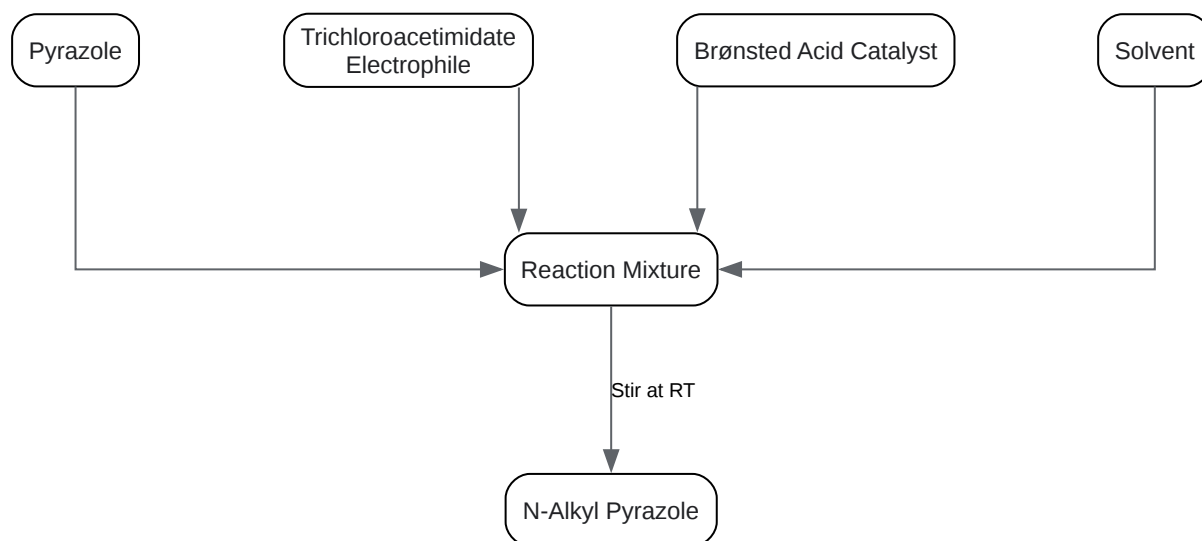 Pyrazole
Trichloroacetimidate
Electrophile
Brønsted Acid Catalyst
Solvent
Reaction Mixture
Stir at RT
N-Alkyl Pyrazole